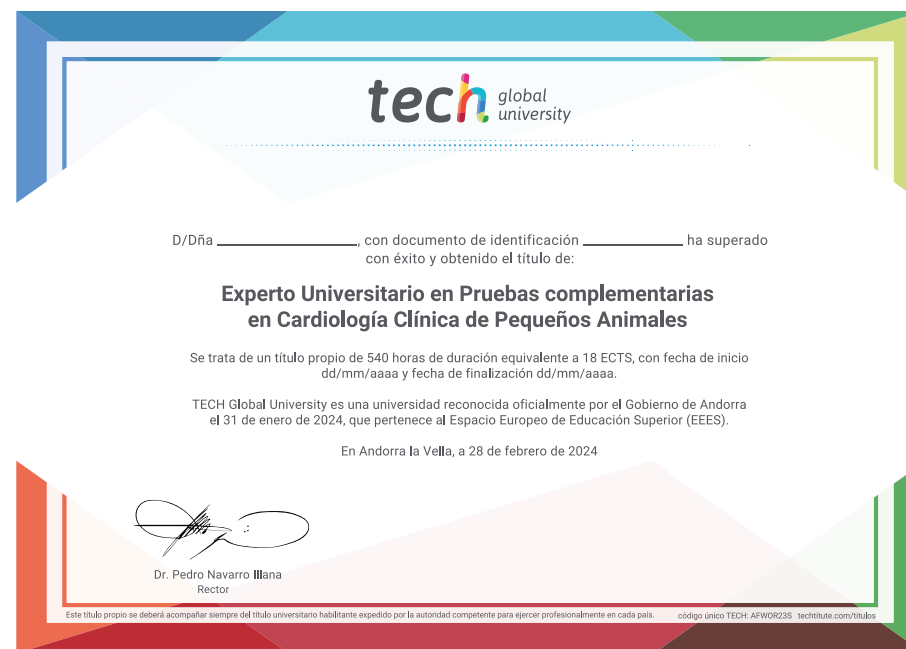 tech global university
D/Dña ____________, con documento de identificación ____________ ha superado
con éxito y obtenido el título de:
Experto Universitario en Pruebas complementarias
en Cardiología Clínica de Pequeños Animales
Se trata de un título propio de 540 horas de duración equivalente a 18 ECTS, con fecha de inicio
dd/mm/aaaa y fecha de finalización dd/mm/aaaa.
TECH Global University es una universidad reconocida oficialmente por el Gobierno de Andorra
el 31 de enero de 2024, que pertenece al Espacio Europeo de Educación Superior (EEES).
En Andorra la Vella, a 28 de febrero de 2024
Dr. Pedro Navarro Illana
Rector
Este título propio se deberá acompañar siempre del título universitario habilitante expedido por la autoridad competente para ejercer profesionalmente en cada país. código único TECH: AFWOR23S techtitute.com/titulos